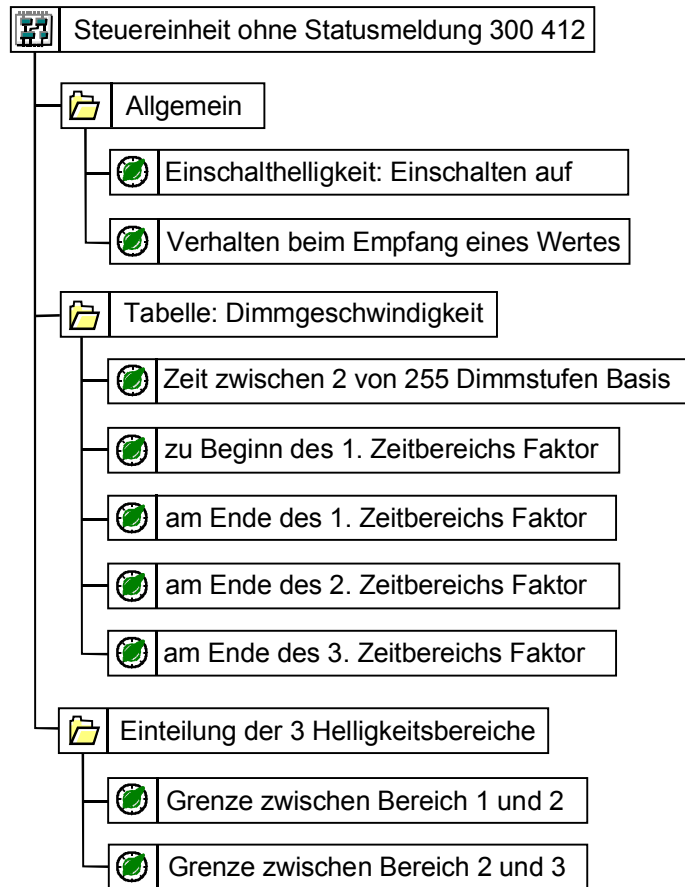 Steuereinheit ohne Statusmeldung 300 412
Allgemein
Einschalthelligkeit: Einschalten auf
Verhalten beim Empfang eines Wertes
Tabelle: Dimmgeschwindigkeit
Zeit zwischen 2 von 255 Dimmstufen Basis
zu Beginn des 1. Zeitbereichs Faktor
am Ende des 1. Zeitbereichs Faktor
am Ende des 2. Zeitbereichs Faktor
am Ende des 3. Zeitbereichs Faktor
Einteilung der 3 Helligkeitsbereiche
Grenze zwischen Bereich 1 und 2
Grenze zwischen Bereich 2 und 3